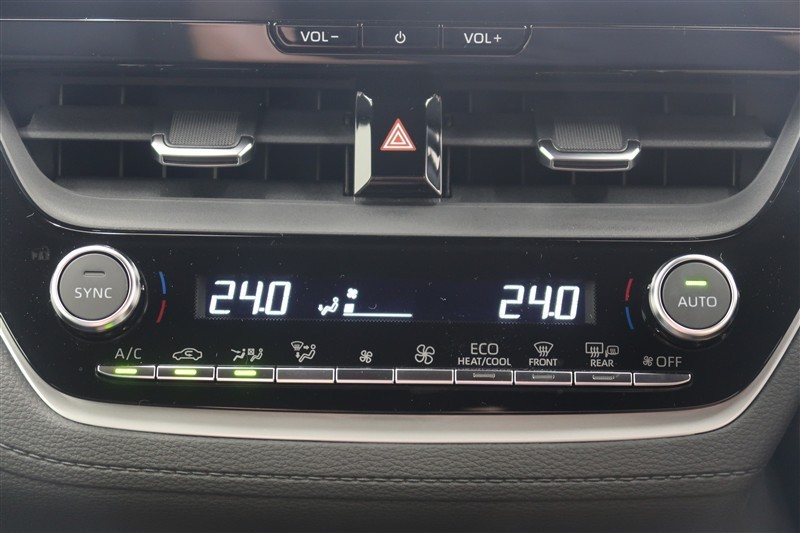 VOL− VOL+
24.0 24.0
SYNC AUTO
A/C ECO HEAT/COOL FRONT REAR OFF